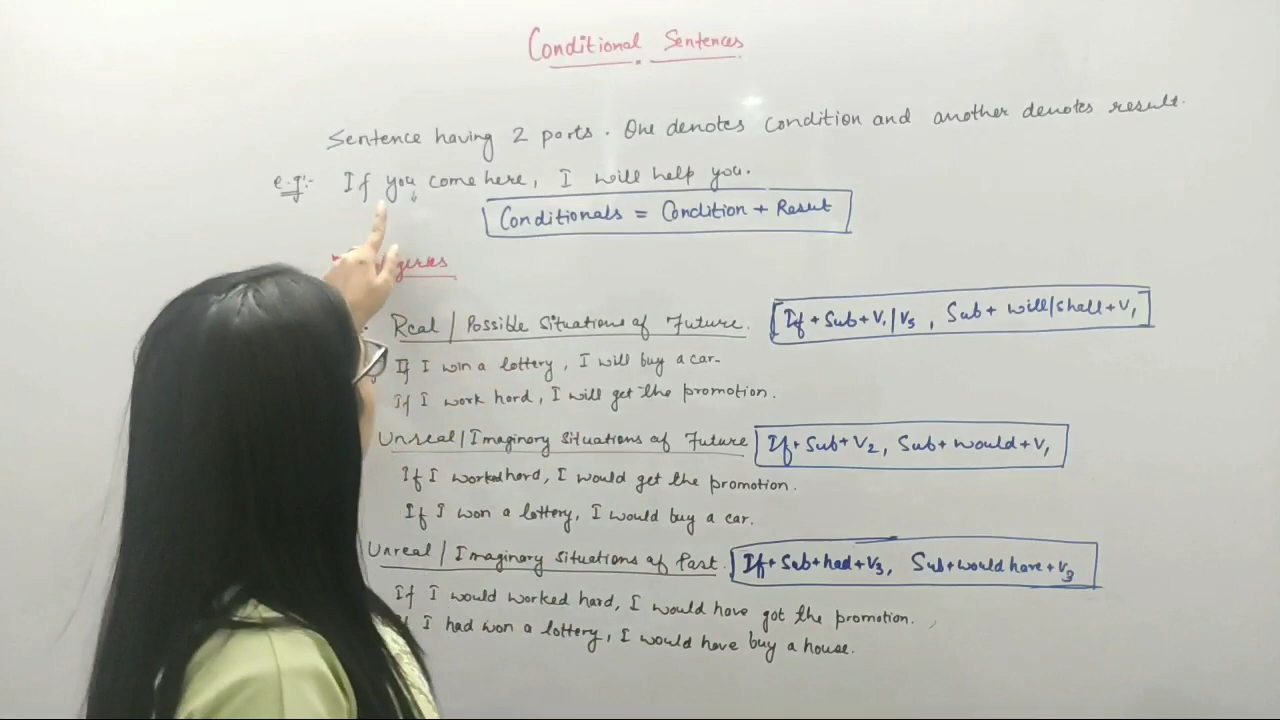 Conditional Sentences
Sentence having 2 parts. One denotes condition and another denotes result.
e.g:- If you come here, I will help you.
Conditionals = Condition + Result
Real / Possible Situations of Future. [If + Sub + V1 / V5 , Sub + will/shall + V1]
If I win a lottery, I will buy a car.
If I work hard, I will get the promotion.
Unreal / Imaginary Situations of Future If + Sub + V2, Sub + would + V1
If I worked hard, I would get the promotion.
If I won a lottery, I would buy a car.
Unreal / Imaginary Situations of Past. If + Sub + had + V3, Sub + would have + V3
If I would worked hard, I would have got the promotion.
I had won a lottery, I would have buy a house.